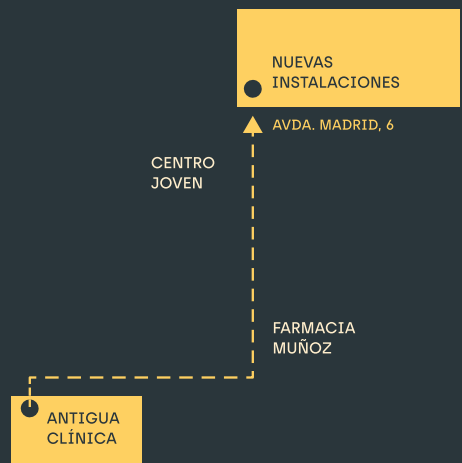 NUEVAS
INSTALACIONES
AVDA. MADRID, 6
CENTRO
JOVEN
FARMACIA
MUÑOZ
ANTIGUA
CLÍNICA